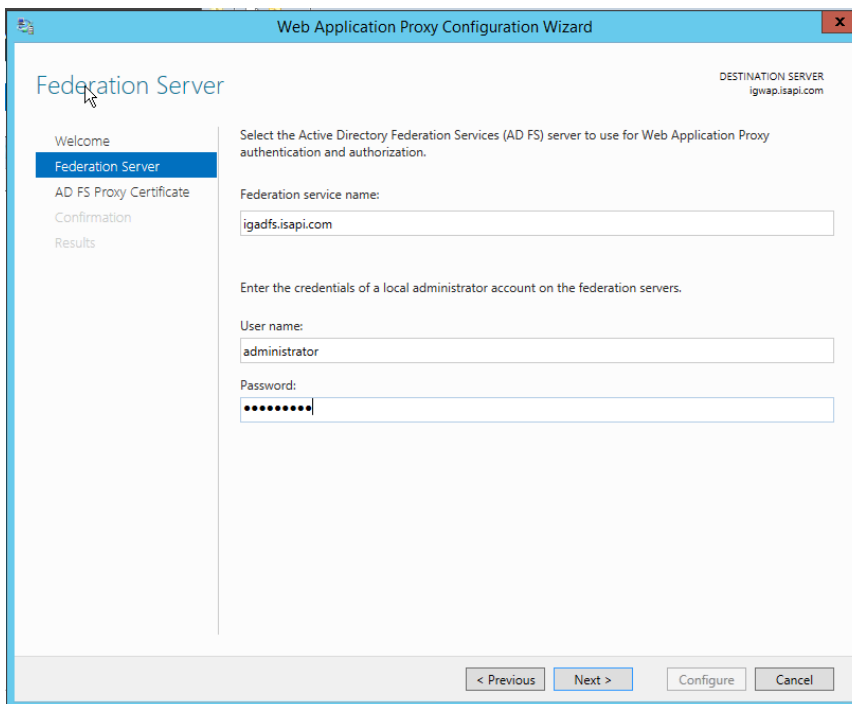 Web Application Proxy Configuration Wizard
x
Federation Server
DESTINATION SERVER
igwap.isapi.com
Welcome
Federation Server
AD FS Proxy Certificate
Confirmation
Results
Select the Active Directory Federation Services (AD FS) server to use for Web Application Proxy
authentication and authorization.
Federation service name:
igadfs.isapi.com
Enter the credentials of a local administrator account on the federation servers.
User name:
administrator
Password:
•••••••••
< Previous
Next >
Configure
Cancel